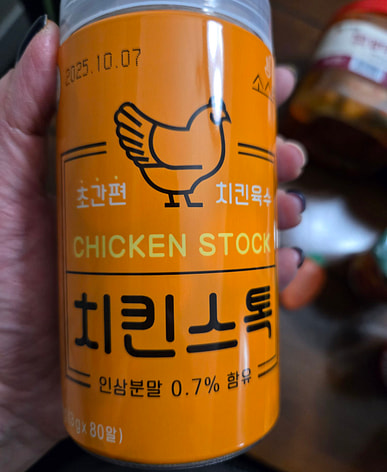 2025.10.07
초간편 치킨육수
CHICKEN STOCK
치킨스톡
인삼분말 0.7% 함유
g x 80알)